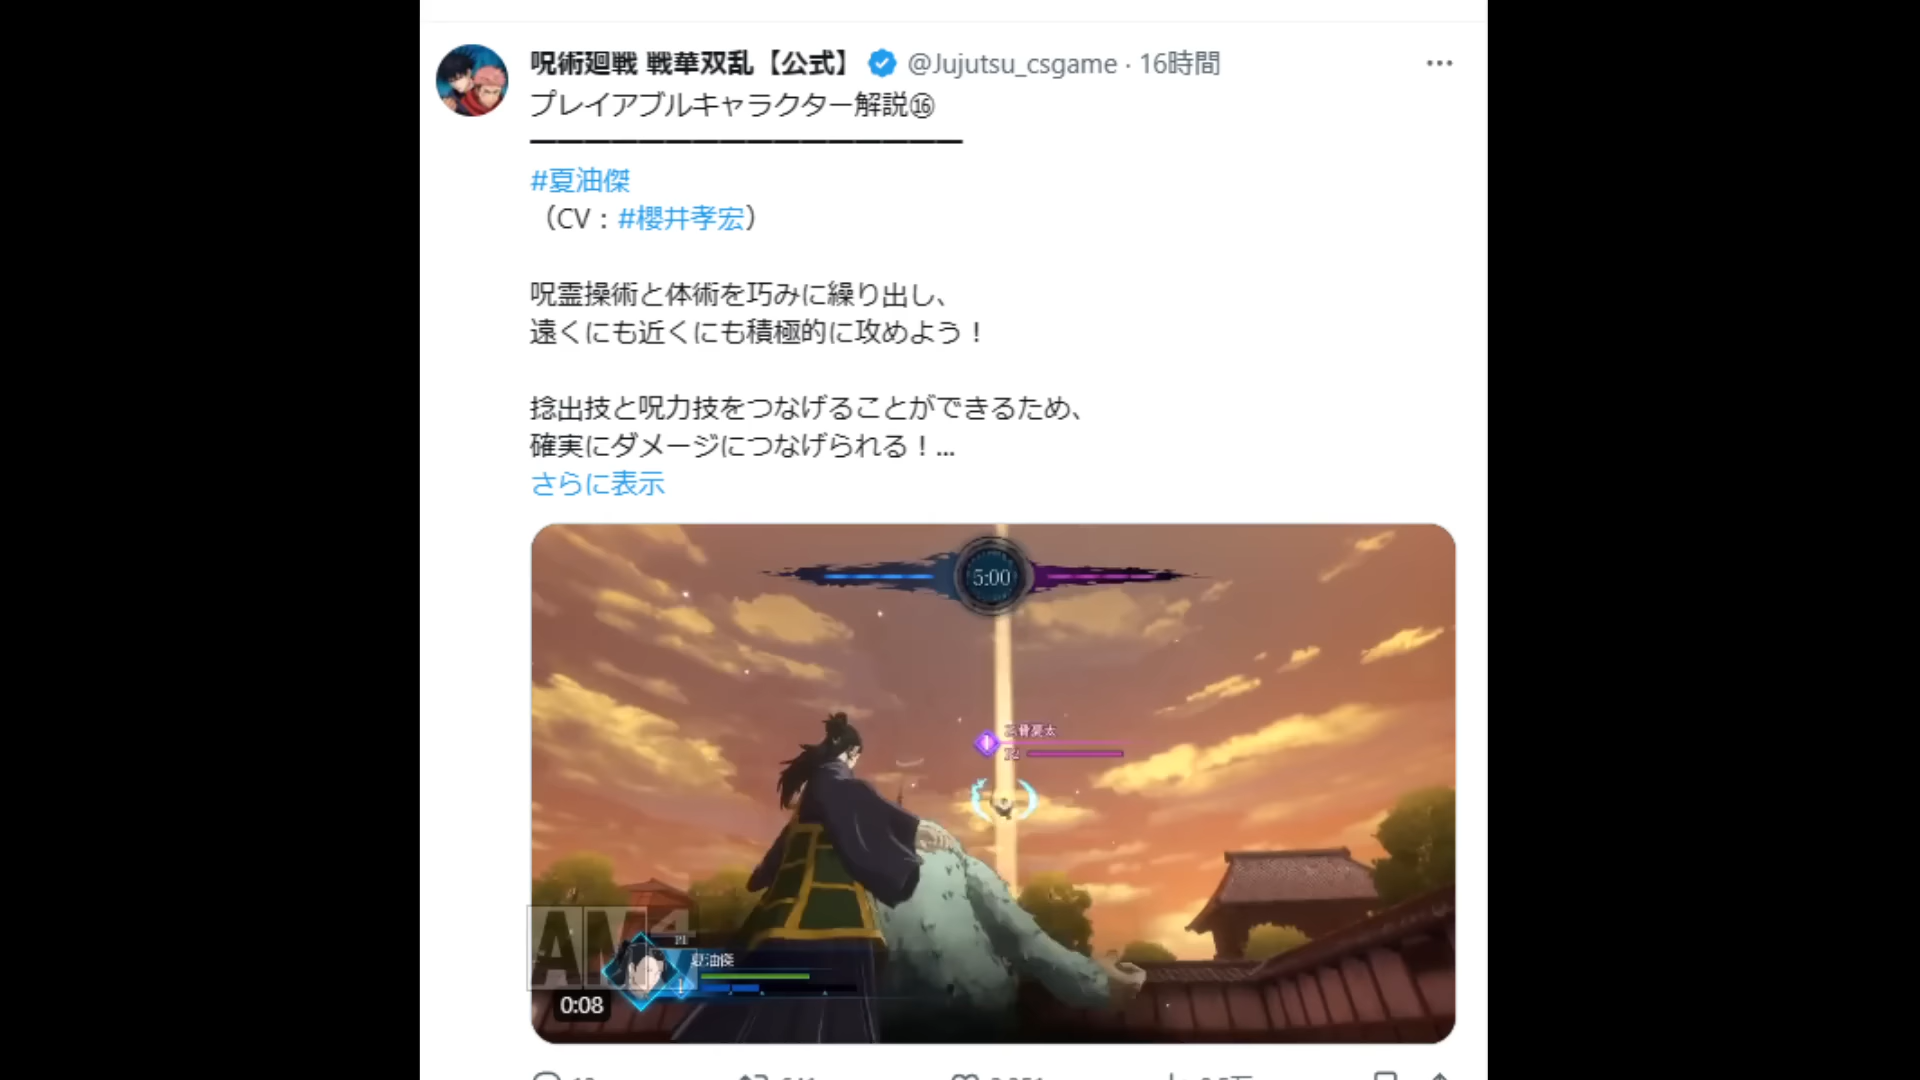 呪術廻戦 戦華双乱【公式】 @Jujutsu_csgame · 16時間
プレイアブルキャラクター解説⑯
#夏油傑
（CV：#櫻井孝宏）
呪霊操術と体術を巧みに繰り出し、
遠くにも近くにも積極的に攻めよう！
捻出技と呪力技をつなげることができるため、
確実にダメージにつなげられる！...
さらに表示
5:00
P1
夏油傑
1
0:08